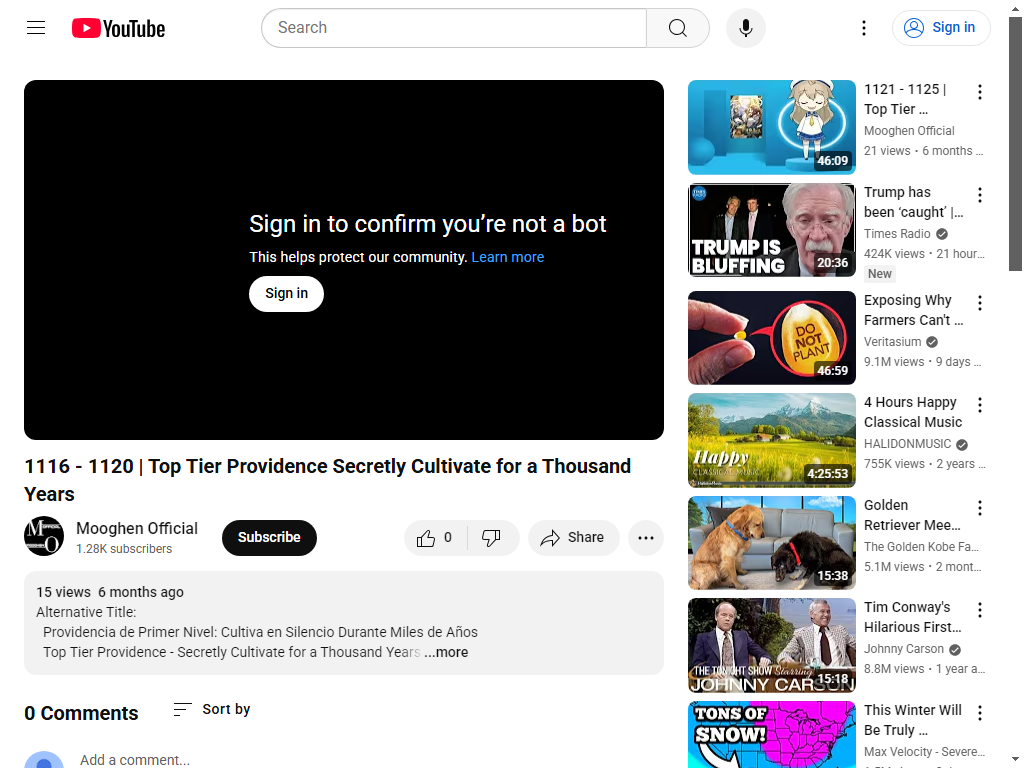 YouTube
Search
Sign in
Sign in to confirm you’re not a bot
This helps protect our community. Learn more
Sign in
1116 - 1120 | Top Tier Providence Secretly Cultivate for a Thousand
Years
Mooghen Official
1.28K subscribers
Subscribe
0
Share
15 views 6 months ago
Alternative Title:
Providencia de Primer Nivel: Cultiva en Silencio Durante Miles de Años
Top Tier Providence - Secretly Cultivate for a Thousand Years ...more
0 Comments
Sort by
Add a comment...
46:09
1121 - 1125 |
Top Tier ...
Mooghen Official
21 views • 6 months ...
TRUMP IS
BLUFFING
20:36
Trump has
been ‘caught’ |...
Times Radio
424K views • 21 hour...
New
DO
NOT
PLANT
46:59
Exposing Why
Farmers Can't ...
Veritasium
9.1M views • 9 days ...
Happy
CLASSICAL MUSIC
4:25:53
4 Hours Happy
Classical Music
HALIDONMUSIC
755K views • 2 years ...
15:38
Golden
Retriever Mee...
The Golden Kobe Fa...
5.1M views • 2 mont...
THE TONIGHT SHOW Starring
JOHNNY CARSON
15:18
Tim Conway's
Hilarious First...
Johnny Carson
8.8M views • 1 year a...
TONS OF
SNOW!
This Winter Will
Be Truly ...
Max Velocity - Severe...